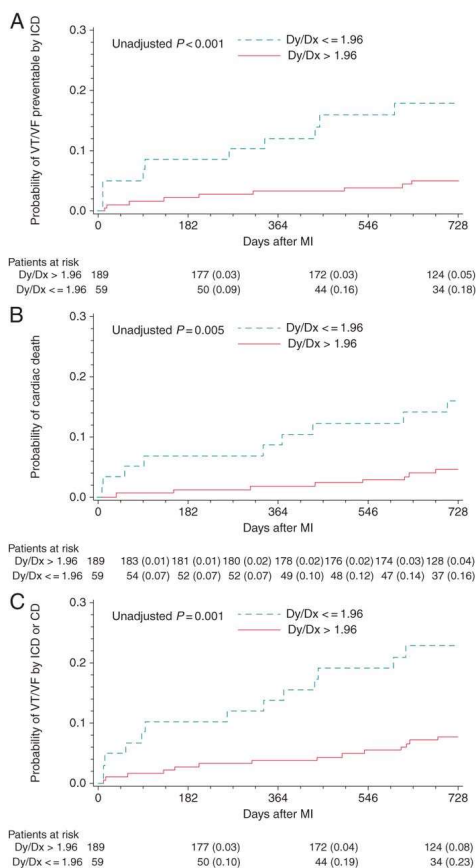 A
Probability of VT/VF preventable by ICD
Unadjusted P < 0.001
Dy/Dx <= 1.96
Dy/Dx > 1.96
0.3
0.2
0.1
0.0
0 182 364 546 728
Days after MI
Patients at risk
Dy/Dx > 1.96 189 177 (0.03) 172 (0.03) 124 (0.05)
Dy/Dx <= 1.96 59 50 (0.09) 44 (0.16) 34 (0.18)
B
Probability of cardiac death
Unadjusted P = 0.005
Dy/Dx <= 1.96
Dy/Dx > 1.96
0.3
0.2
0.1
0.0
0 182 364 546 728
Days after MI
Patients at risk
Dy/Dx > 1.96 189 183 (0.01) 181 (0.01) 180 (0.02) 178 (0.02) 176 (0.02) 174 (0.03) 128 (0.04)
Dy/Dx <= 1.96 59 54 (0.07) 52 (0.07) 52 (0.07) 49 (0.10) 48 (0.12) 47 (0.14) 37 (0.16)
C
Probability of VT/VF by ICD or CD
Unadjusted P = 0.001
Dy/Dx <= 1.96
Dy/Dx > 1.96
0.3
0.2
0.1
0.0
0 182 364 546 728
Days after MI
Patients at risk
Dy/Dx > 1.96 189 177 (0.03) 172 (0.04) 124 (0.08)
Dy/Dx <= 1.96 59 50 (0.10) 44 (0.19) 34 (0.23)